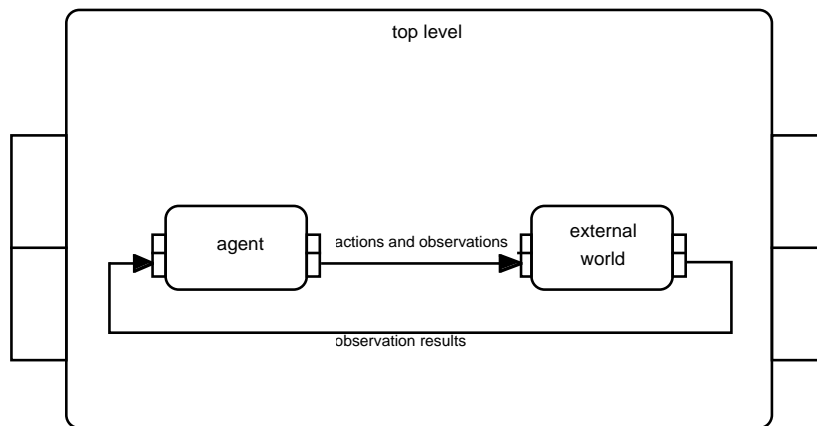 top level
agent
actions and observations
external
world
observation results